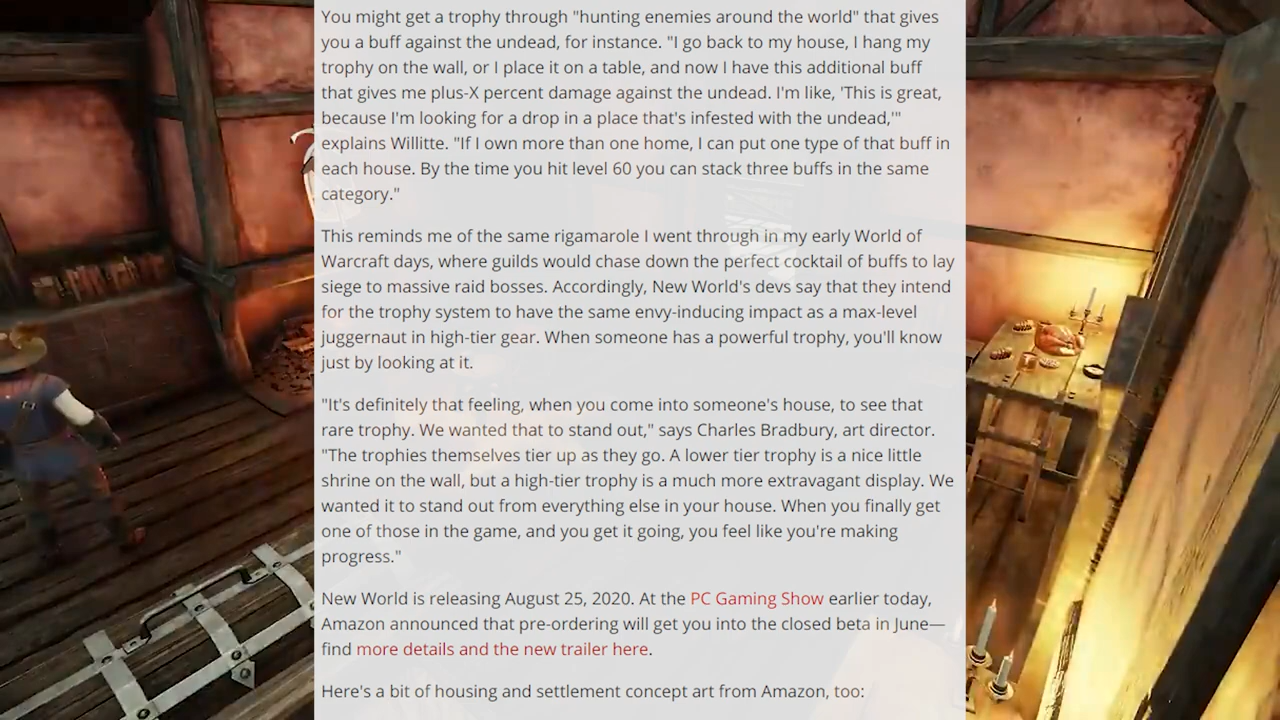 You might get a trophy through "hunting enemies around the world" that gives
you a buff against the undead, for instance. "I go back to my house, I hang my
trophy on the wall, or I place it on a table, and now I have this additional buff
that gives me plus-X percent damage against the undead. I'm like, 'This is great,
because I'm looking for a drop in a place that's infested with the undead,'"
explains Willitte. "If I own more than one home, I can put one type of that buff in
each house. By the time you hit level 60 you can stack three buffs in the same
category."
This reminds me of the same rigamarole I went through in my early World of
Warcraft days, where guilds would chase down the perfect cocktail of buffs to lay
siege to massive raid bosses. Accordingly, New World's devs say that they intend
for the trophy system to have the same envy-inducing impact as a max-level
juggernaut in high-tier gear. When someone has a powerful trophy, you'll know
just by looking at it.
"It's definitely that feeling, when you come into someone's house, to see that
rare trophy. We wanted that to stand out," says Charles Bradbury, art director.
"The trophies themselves tier up as they go. A lower tier trophy is a nice little
shrine on the wall, but a high-tier trophy is a much more extravagant display. We
wanted it to stand out from everything else in your house. When you finally get
one of those in the game, and you get it going, you feel like you're making
progress."
New World is releasing August 25, 2020. At the PC Gaming Show earlier today,
Amazon announced that pre-ordering will get you into the closed beta in June—
find more details and the new trailer here.
Here's a bit of housing and settlement concept art from Amazon, too: